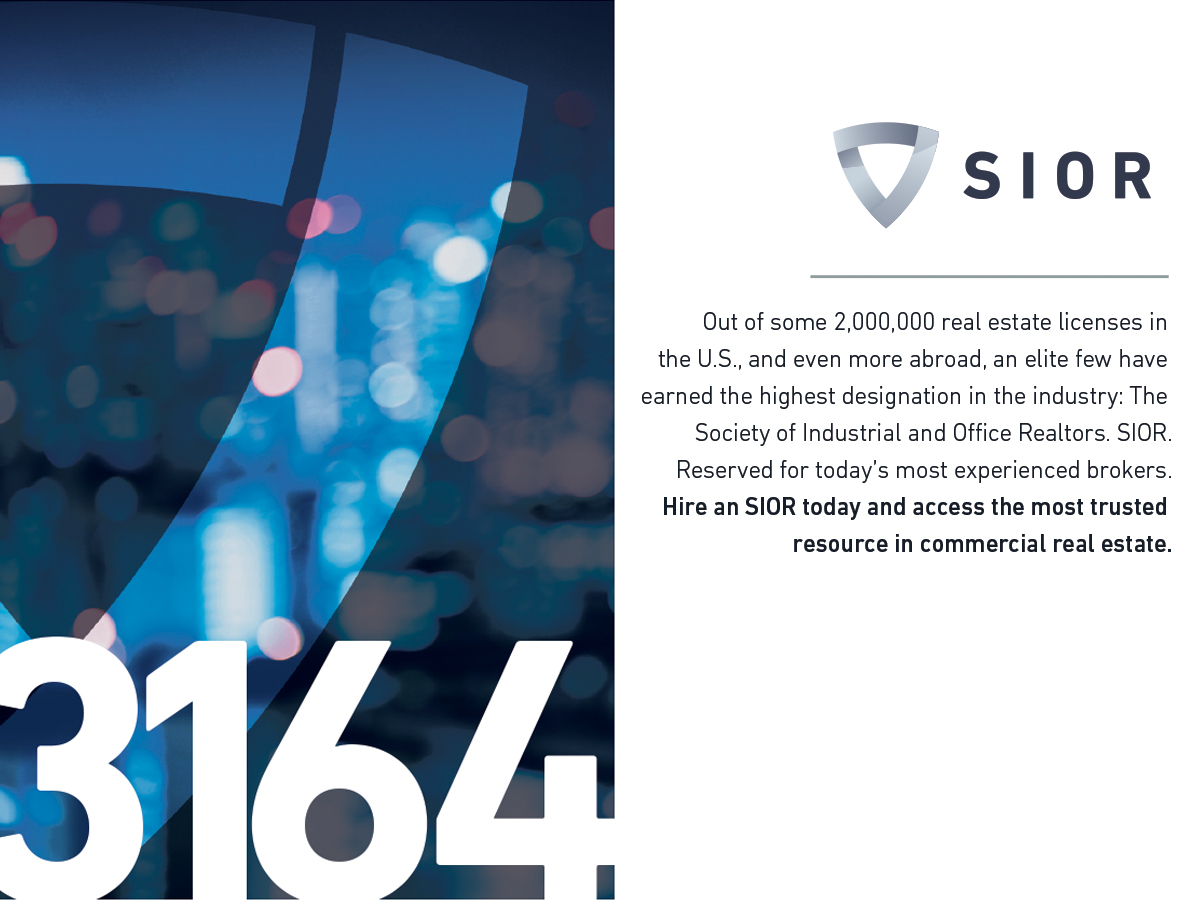 SIOR
Out of some 2,000,000 real estate licenses in
the U.S., and even more abroad, an elite few have
earned the highest designation in the industry: The
Society of Industrial and Office Realtors. SIOR.
Reserved for today's most experienced brokers.
Hire an SIOR today and access the most trusted
resource in commercial real estate.
3164